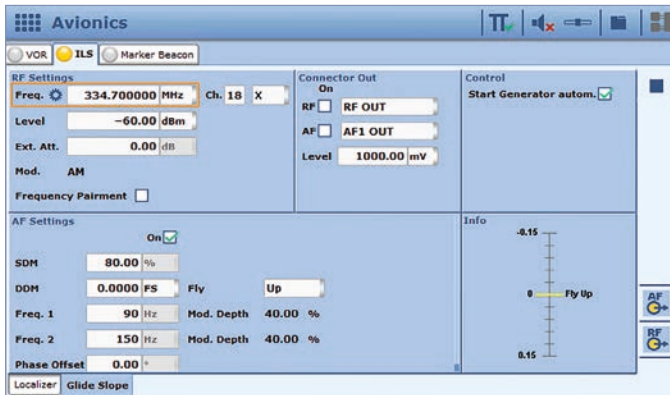 Avionics
VOR ILS Marker Beacon
RF Settings
Freq. 334.700000 MHz Ch. 18 X
Level −60.00 dBm
Ext. Att. 0.00 dB
Mod. AM
Frequency Pairment
Connector Out
On
RF RF OUT
AF AF1 OUT
Level 1000.00 mV
Control
Start Generator autom.
AF Settings
On
SDM 80.00 %
DDM 0.0000 FS Fly Up
Freq. 1 90 Hz Mod. Depth 40.00 %
Freq. 2 150 Hz Mod. Depth 40.00 %
Phase Offset 0.00 °
Info
-0.15
0 Fly Up
0.15
AF
RF
Localizer Glide Slope